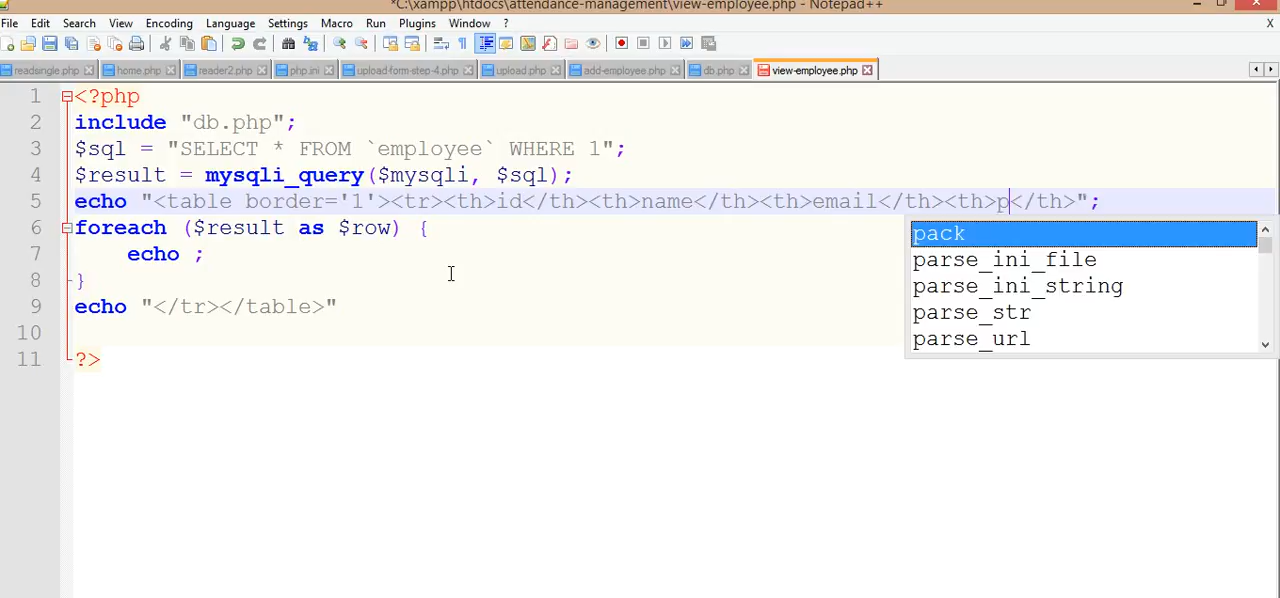 *C:\xampp\htdocs\attendance-management\view-employee.php - Notepad++
File Edit Search View Encoding Language Settings Macro Run Plugins Window ? X
readsingle.php home.php reader2.php php.ini upload-form-step-4.php upload.php add-employee.php db.php view-employee.php
1 <?php
2 include "db.php";
3 $sql = "SELECT * FROM `employee` WHERE 1";
4 $result = mysqli_query($mysqli, $sql);
5 echo "<table border='1'><tr><th>id</th><th>name</th><th>email</th><th>p</th>";
6 foreach ($result as $row) {
7 echo ;
8 }
9 echo "</tr></table>"
10
11 ?>
pack
parse_ini_file
parse_ini_string
parse_str
parse_url